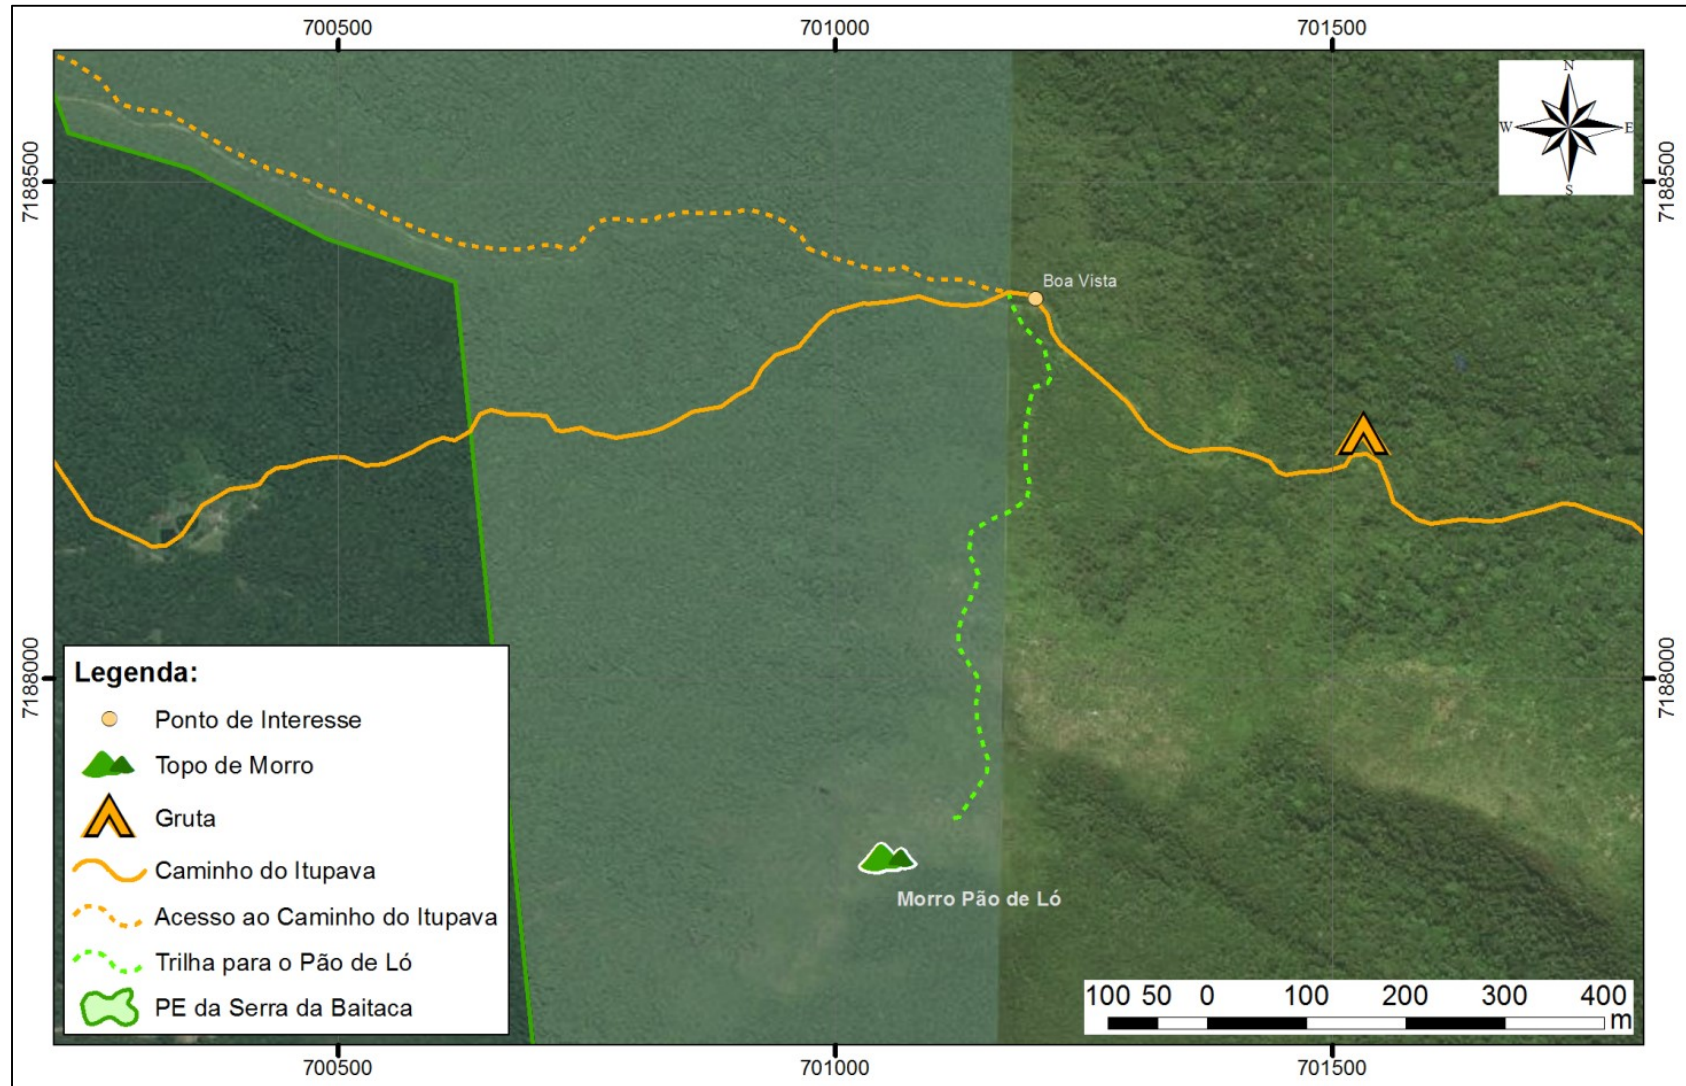 700500 701000 701500
N
W E
S
7188500 7188500
Boa Vista
7188000 7188000
Legenda:
Ponto de Interesse
Topo de Morro
Gruta
Caminho do Itupava
Acesso ao Caminho do Itupava
Trilha para o Pão de Ló
PE da Serra da Baitaca
Morro Pão de Ló
100 50 0 100 200 300 400
m
700500 701000 701500